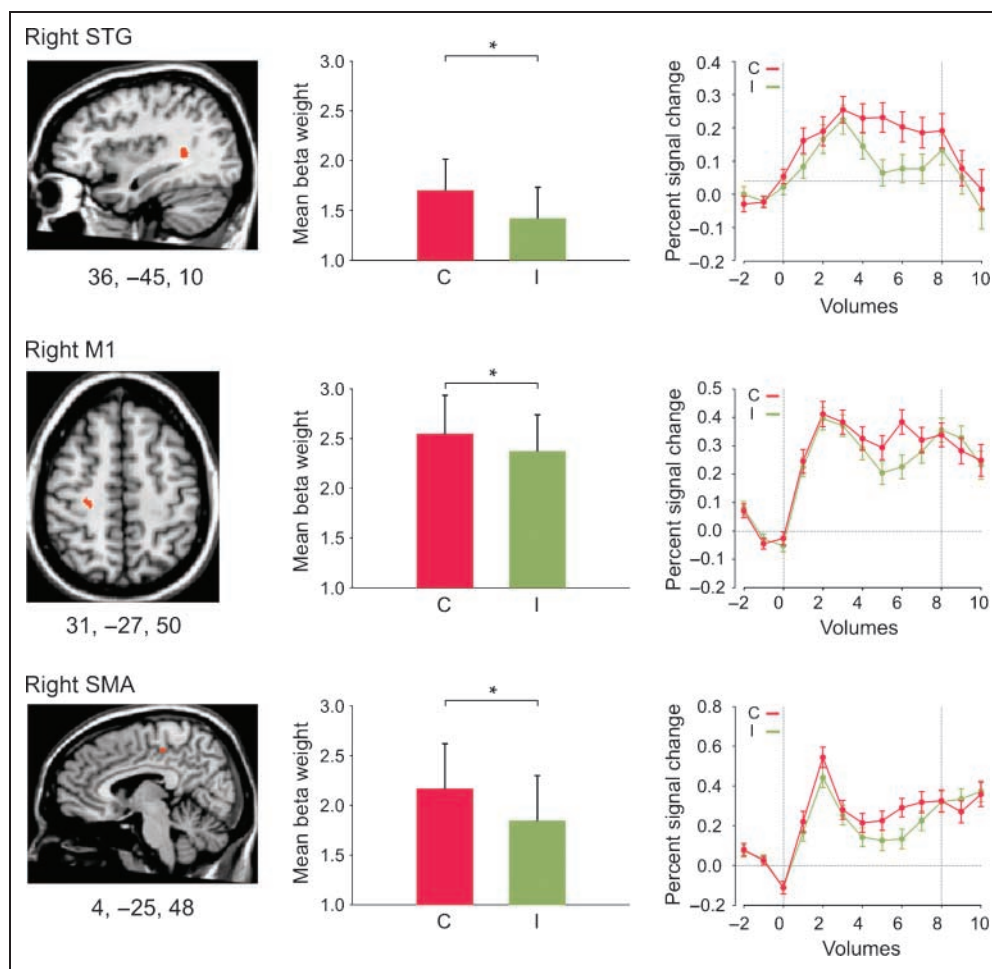 Right STG
36, −45, 10
Mean beta weight
3.0
2.5
2.0
1.5
1.0
*
C
I
Percent signal change
0.4
0.3
0.2
0.1
0.0
−0.1
−0.2
C
I
−2 0 2 4 6 8 10
Volumes
Right M1
31, −27, 50
Mean beta weight
3.0
2.5
2.0
1.5
1.0
*
C
I
Percent signal change
0.5
0.4
0.3
0.2
0.1
0.0
−0.1
−0.2
C
I
−2 0 2 4 6 8 10
Volumes
Right SMA
4, −25, 48
Mean beta weight
3.0
2.5
2.0
1.5
1.0
*
C
I
Percent signal change
0.8
0.6
0.4
0.2
0.0
−0.2
C
I
−2 0 2 4 6 8 10
Volumes